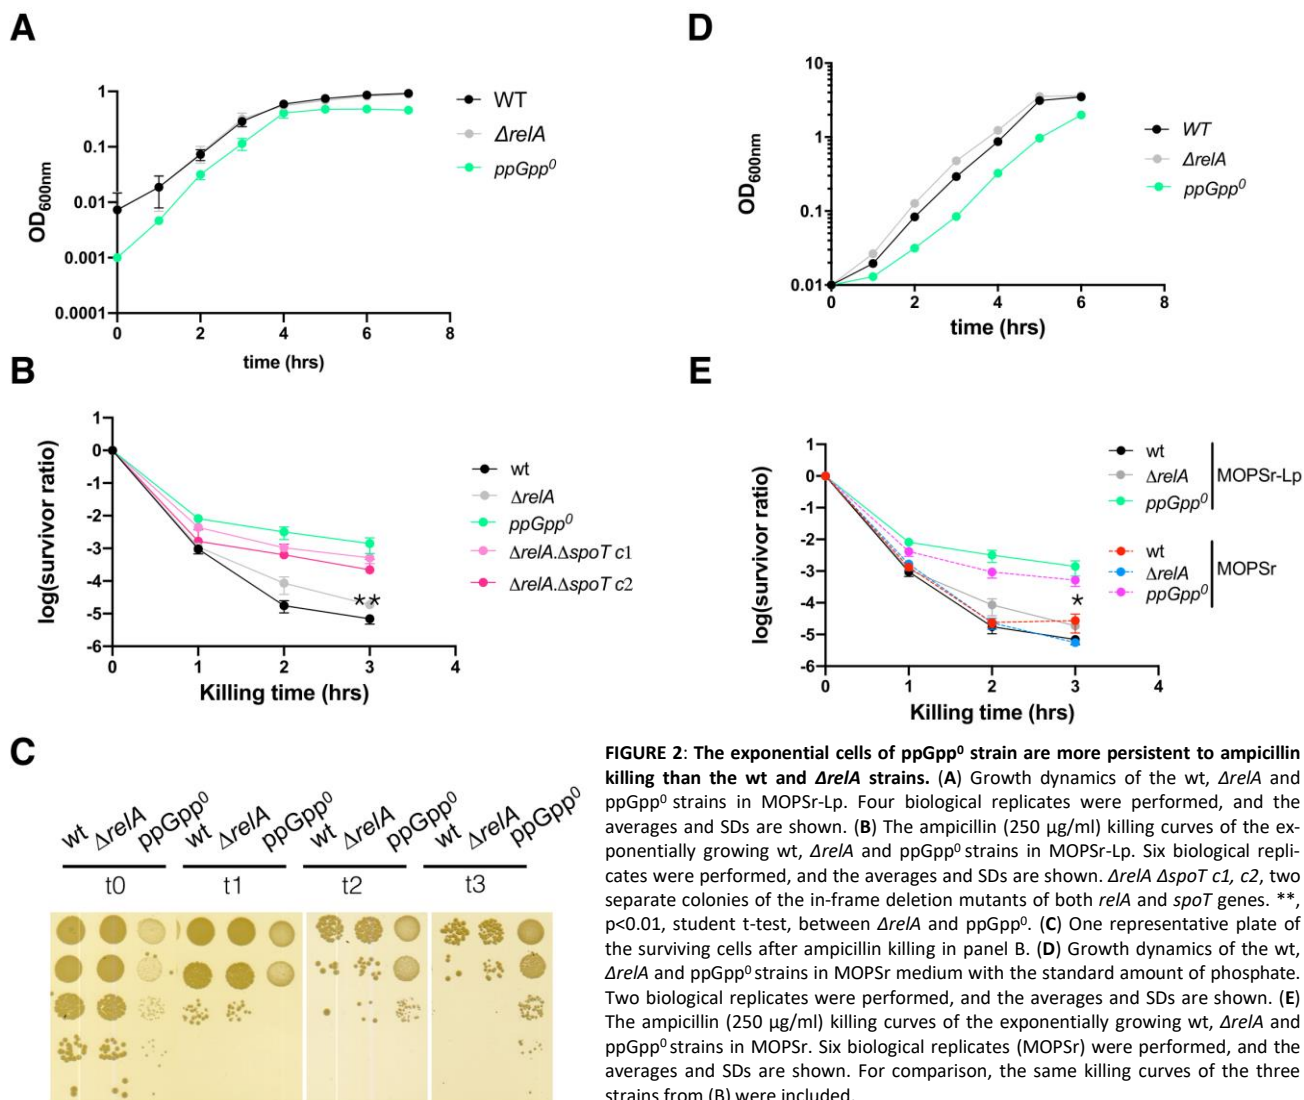 A
1
0.1
0.01
0.001
0.0001
OD600nm
0
2
4
6
8
time (hrs)
WT
ΔrelA
ppGpp⁰
D
10
1
0.1
0.01
OD600nm
0
2
4
6
8
time (hrs)
WT
ΔrelA
ppGpp⁰
B
1
0
-1
-2
-3
-4
-5
-6
log(survivor ratio)
**
0
1
2
3
4
Killing time (hrs)
wt
ΔrelA
ppGpp⁰
ΔrelA.ΔspoT c1
ΔrelA.ΔspoT c2
E
1
0
-1
-2
-3
-4
-5
-6
log(survivor ratio)
*
0
1
2
3
4
Killing time (hrs)
wt
ΔrelA
ppGpp⁰
MOPSr-Lp
wt
ΔrelA
ppGpp⁰
MOPSr
C
wt ΔrelA ppGpp⁰ wt ΔrelA ppGpp⁰ wt ΔrelA ppGpp⁰ wt ΔrelA ppGpp⁰
t0 t1 t2 t3
FIGURE 2: The exponential cells of ppGpp⁰ strain are more persistent to ampicillin
killing than the wt and ΔrelA strains. (A) Growth dynamics of the wt, ΔrelA and
ppGpp⁰ strains in MOPSr-Lp. Four biological replicates were performed, and the
averages and SDs are shown. (B) The ampicillin (250 µg/ml) killing curves of the ex-
ponentially growing wt, ΔrelA and ppGpp⁰ strains in MOPSr-Lp. Six biological repli-
cates were performed, and the averages and SDs are shown. ΔrelA ΔspoT c1, c2, two
separate colonies of the in-frame deletion mutants of both relA and spoT genes. **,
p<0.01, student t-test, between ΔrelA and ppGpp⁰. (C) One representative plate of
the surviving cells after ampicillin killing in panel B. (D) Growth dynamics of the wt,
ΔrelA and ppGpp⁰ strains in MOPSr medium with the standard amount of phosphate.
Two biological replicates were performed, and the averages and SDs are shown. (E)
The ampicillin (250 µg/ml) killing curves of the exponentially growing wt, ΔrelA and
ppGpp⁰ strains in MOPSr. Six biological replicates (MOPSr) were performed, and the
averages and SDs are shown. For comparison, the same killing curves of the three
strains from (B) were included.